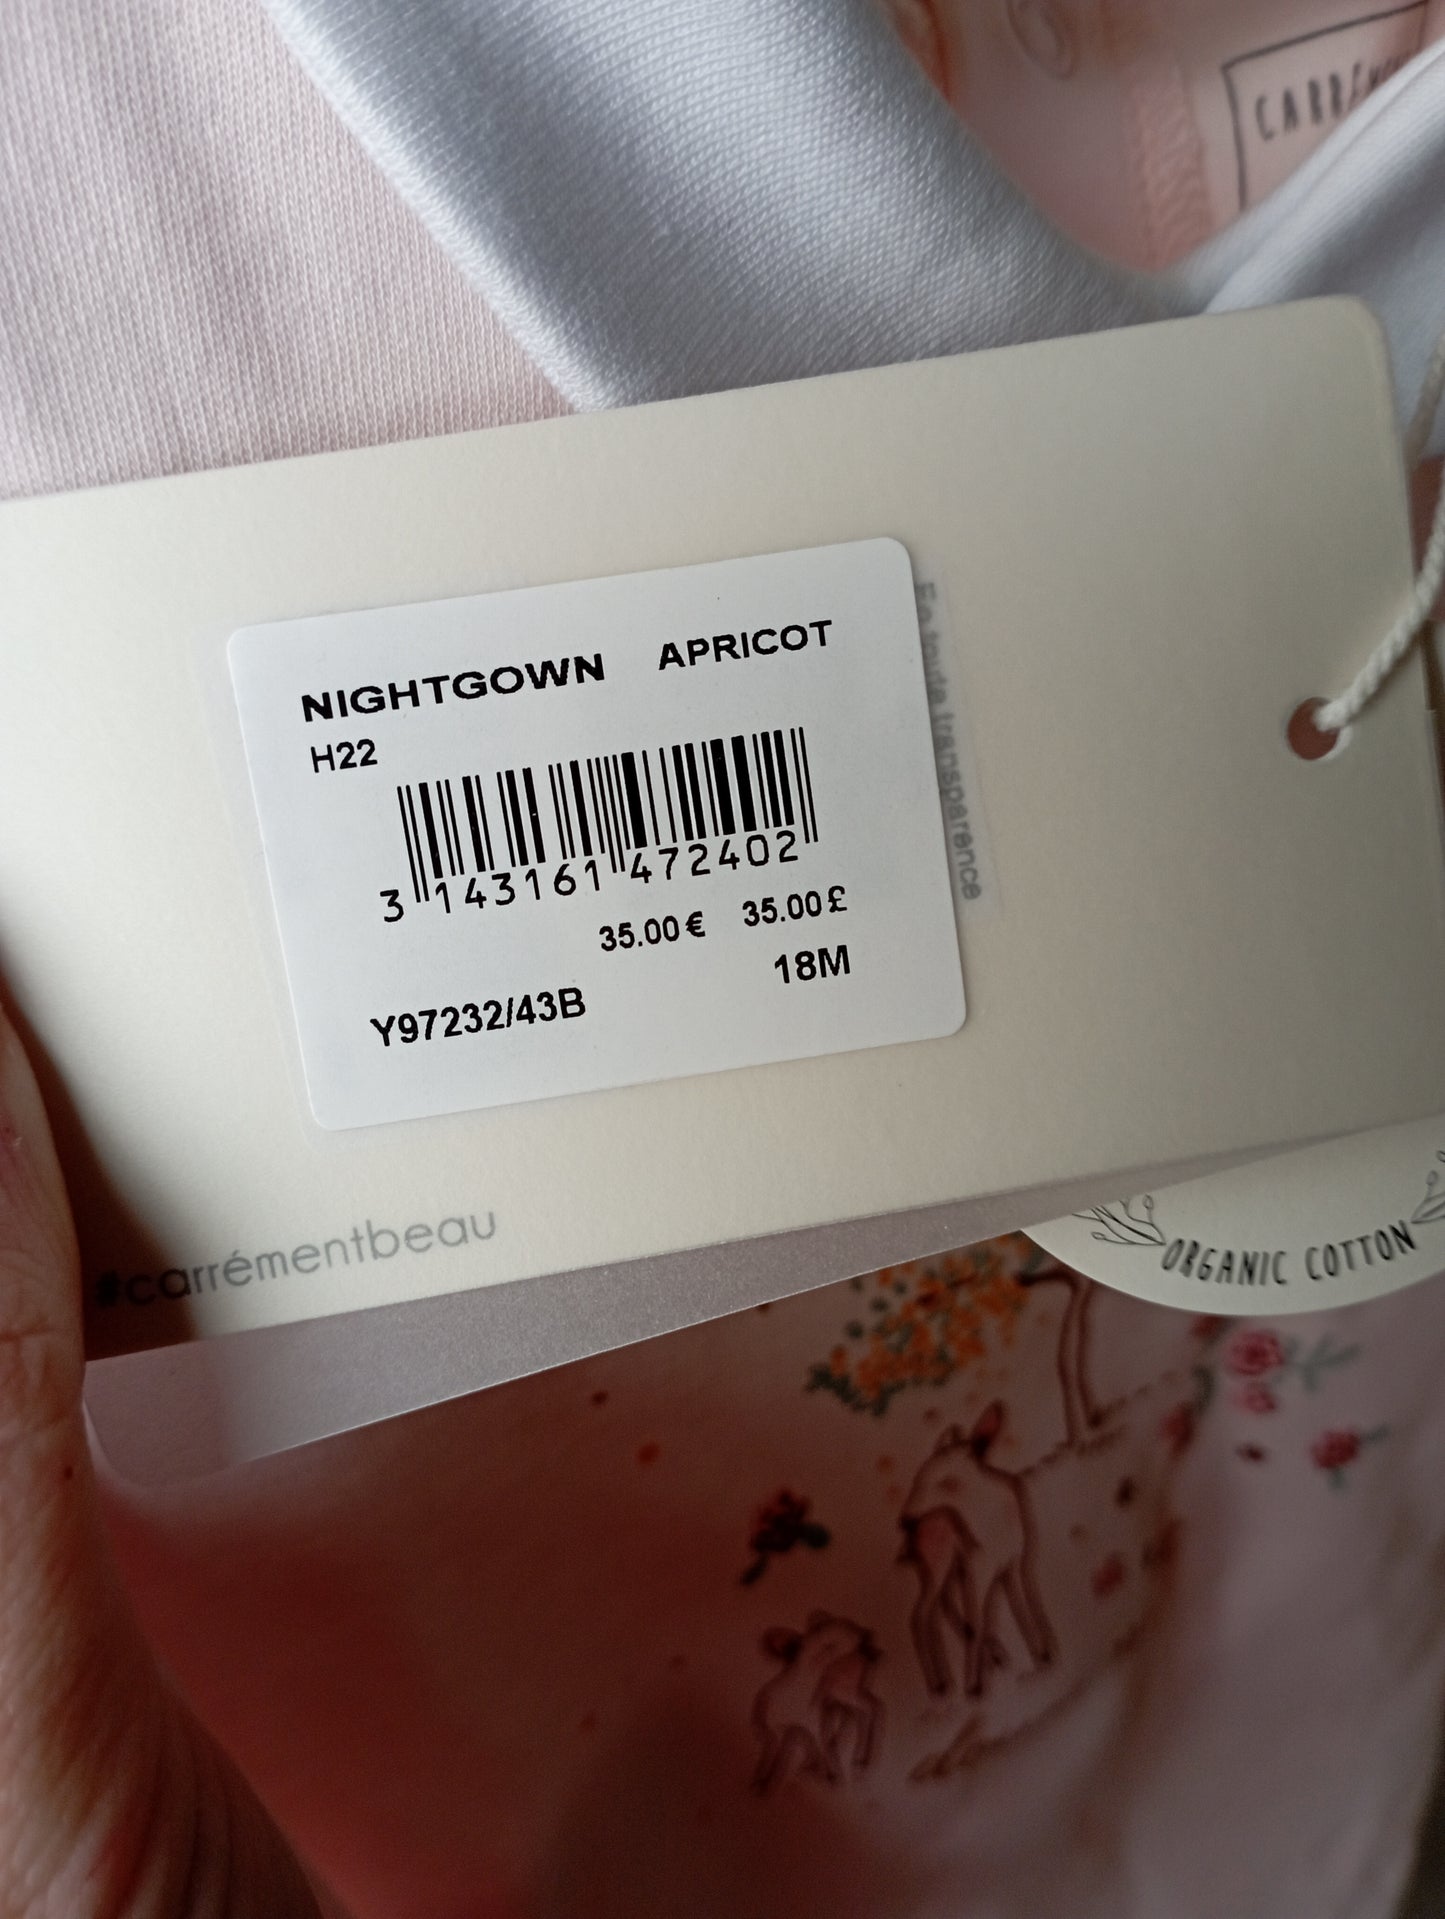 NIGHTGOWN APRICOT
H22
3 143161 472402
35.00€ 35.00£
18M
Y97232/43B
En toute transparence
#carrémentbeau
ORGANIC COTTON